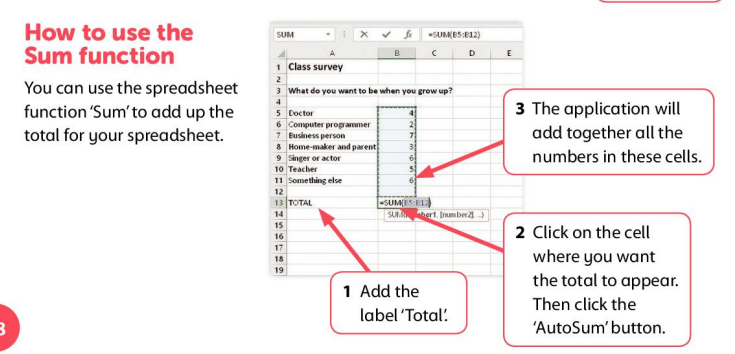 How to use the
Sum function
You can use the spreadsheet
function ‘Sum’ to add up the
total for your spreadsheet.
SUM fx =SUM(B5:B12)
A B C D E
1 Class survey
2
3 What do you want to be when you grow up?
4
5 Doctor 4
6 Computer programmer 2
7 Business person 7
8 Home-maker and parent 3
9 Singer or actor 6
10 Teacher 5
11 Something else 6
12
13 TOTAL =SUM(B5:B12)
14 [number2], ...)
15
16
17
18
19
3 The application will
add together all the
numbers in these cells.
2 Click on the cell
where you want
the total to appear.
Then click the
‘AutoSum’ button.
1 Add the
label ‘Total’.